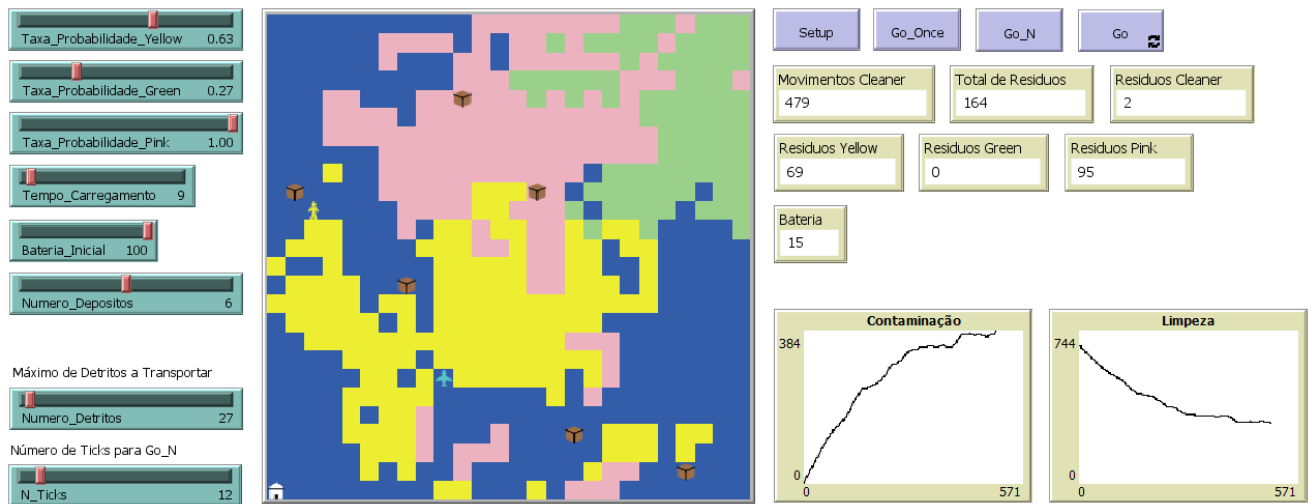 Taxa_Probabilidade_Yellow 0.63
Taxa_Probabilidade_Green 0.27
Taxa_Probabilidade_Pink 1.00
Tempo_Carregamento 9
Bateria_Inicial 100
Numero_Depositos 6
Máximo de Detritos a Transportar
Numero_Detritos 27
Número de Ticks para Go_N
N_Ticks 12
Setup Go_Once Go_N Go
Movimentos Cleaner Total de Residuos Residuos Cleaner
479 164 2
Residuos Yellow Residuos Green Residuos Pink
69 0 95
Bateria
15
Contaminação
384
0
0 571
Limpeza
744
0
0 571